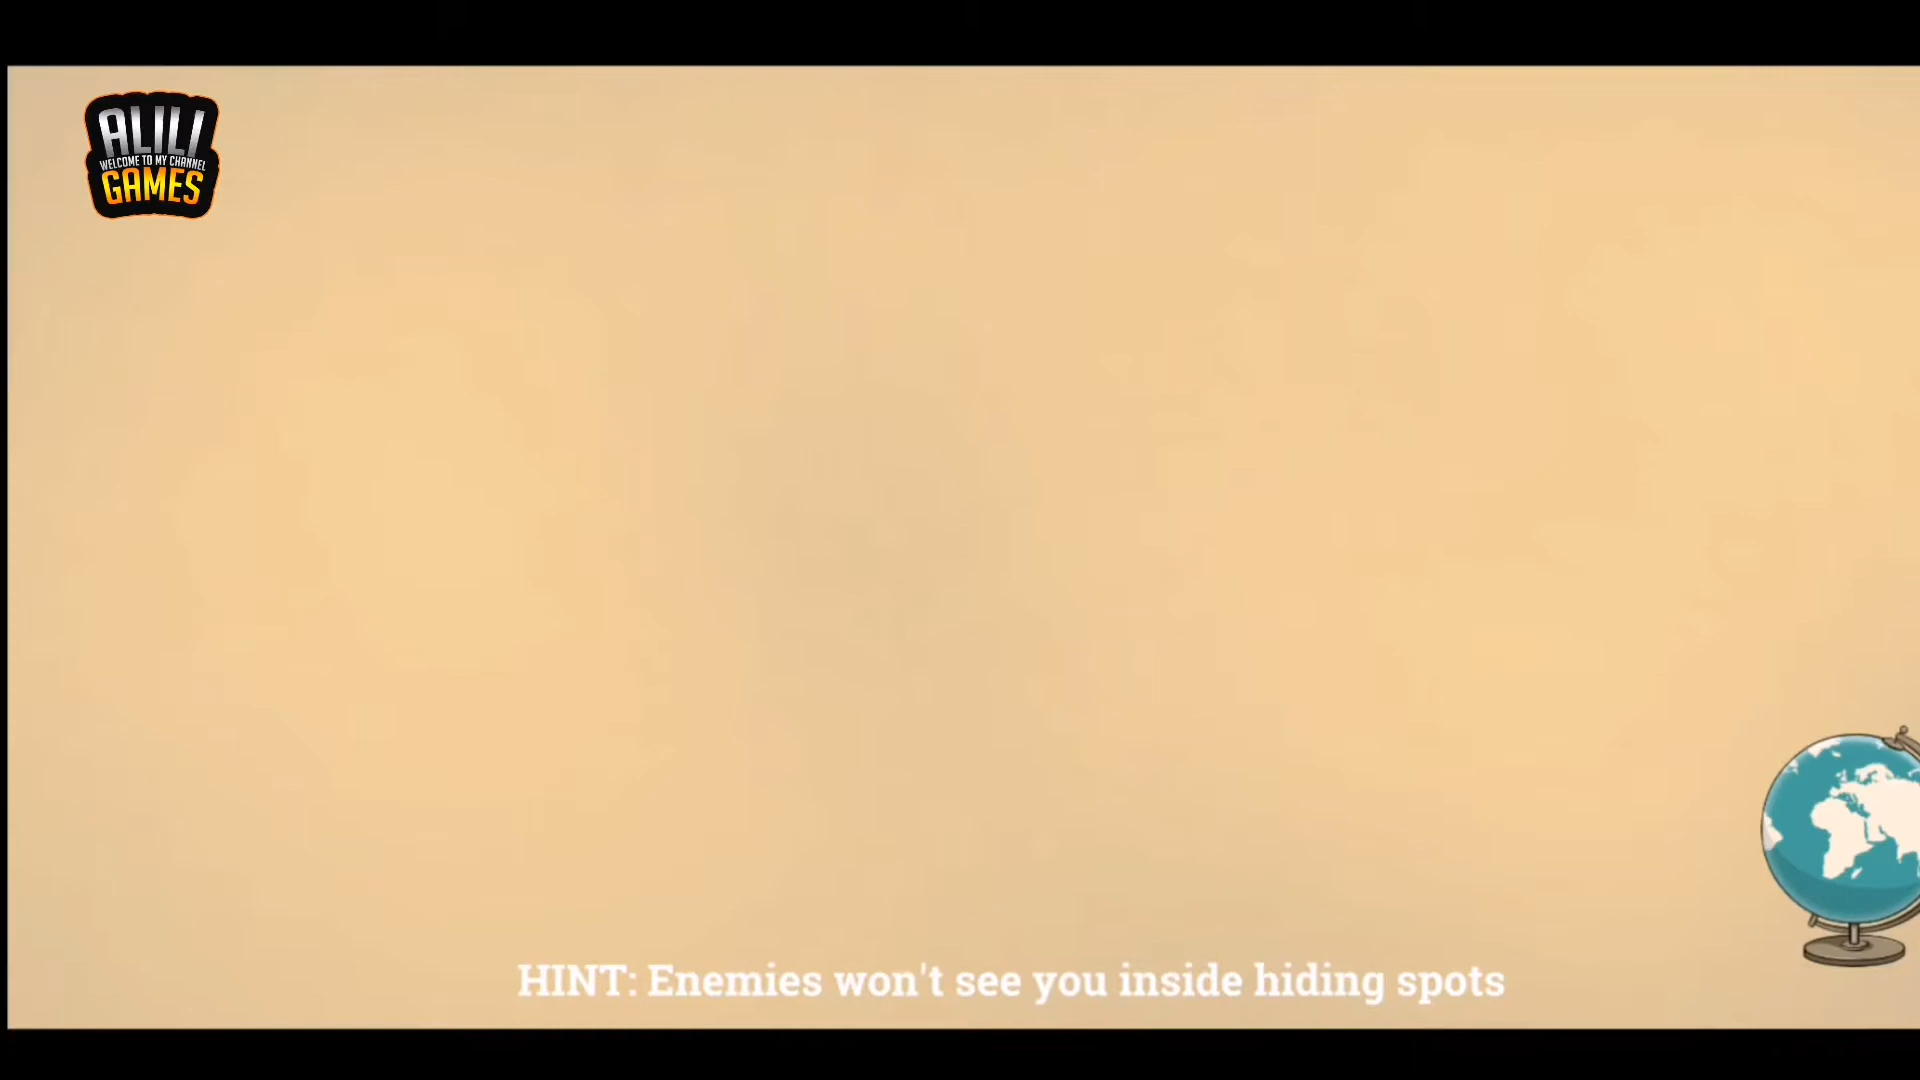 ALILI
WELCOME TO MY CHANNEL
GAMES
HINT: Enemies won't see you inside hiding spots